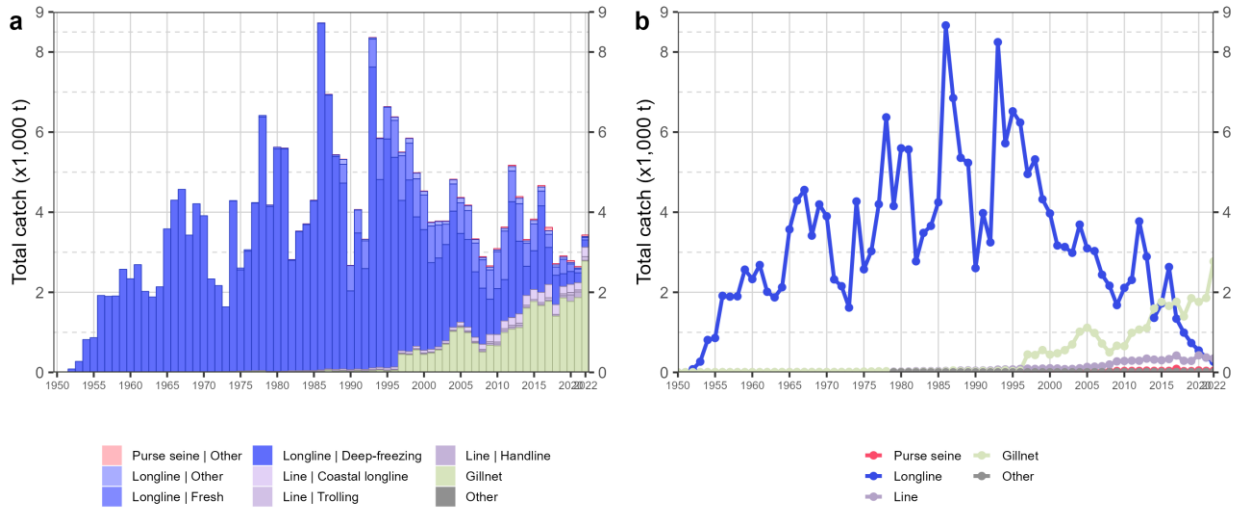 a
Total catch (x1,000 t)
9
8
6
4
2
0
9
8
6
4
2
0
1950 1955 1960 1965 1970 1975 1980 1985 1990 1995 2000 2005 2010 2015 2020 2022
Purse seine | Other
Longline | Other
Longline | Fresh
Longline | Deep-freezing
Line | Coastal longline
Line | Trolling
Line | Handline
Gillnet
Other
b
Total catch (x1,000 t)
9
8
6
4
2
0
9
8
6
4
2
0
1950 1955 1960 1965 1970 1975 1980 1985 1990 1995 2000 2005 2010 2015 2020 2022
Purse seine
Longline
Line
Gillnet
Other